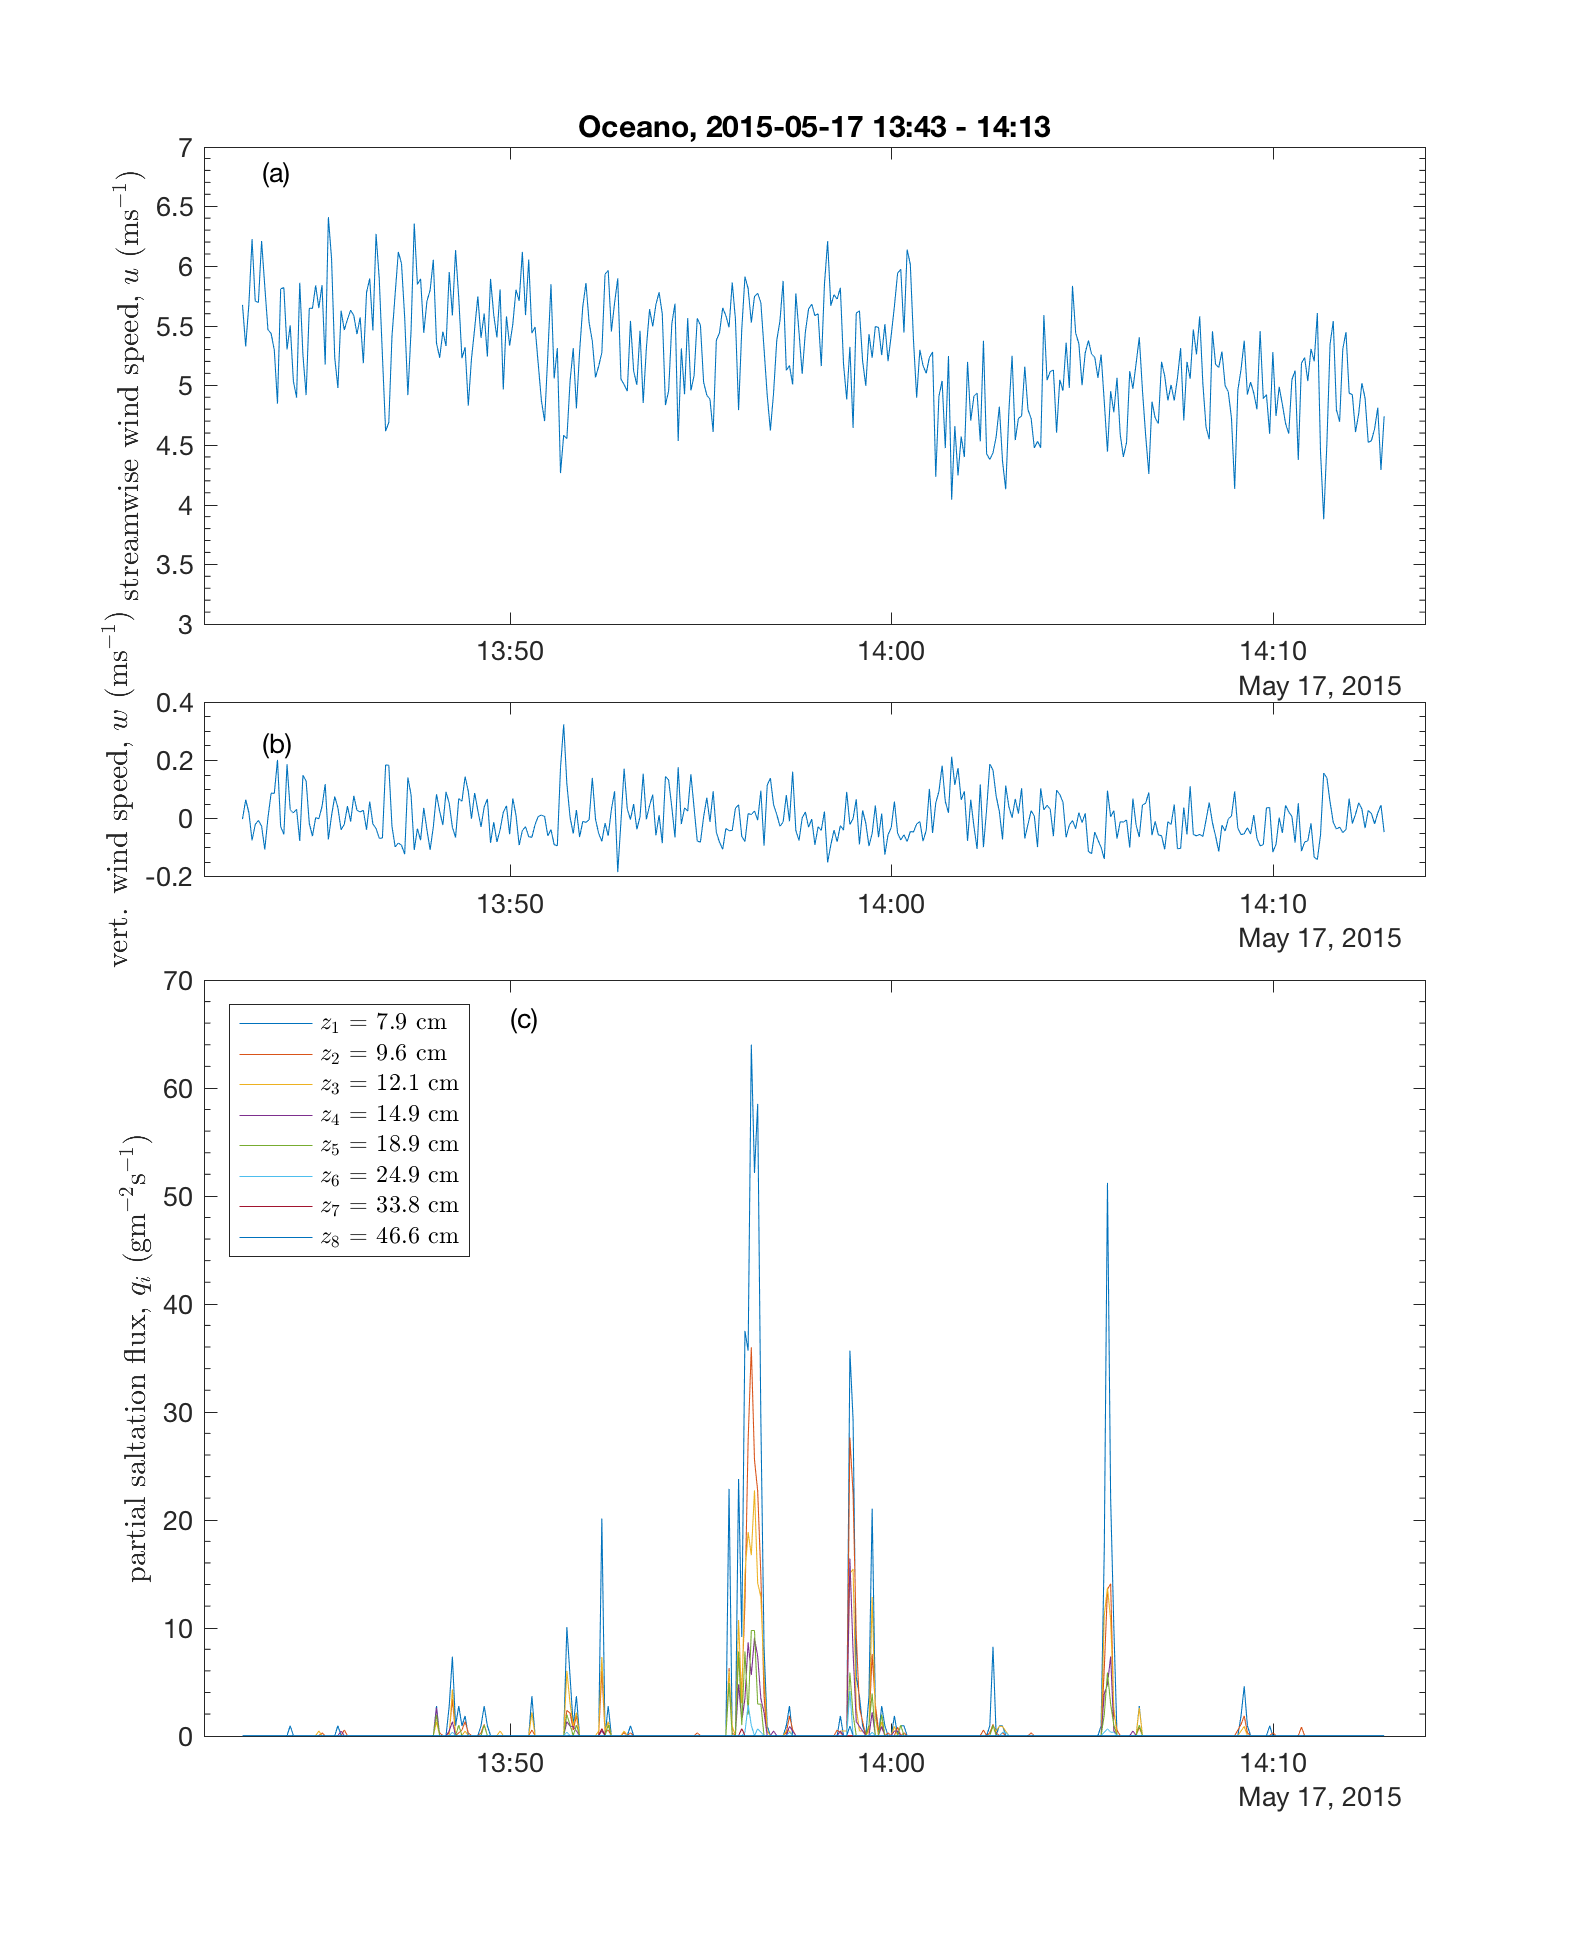 Oceano, 2015-05-17 13:43 - 14:13
(a)
streamwise wind speed, u (ms⁻¹)
7
6.5
6
5.5
5
4.5
4
3.5
3
13:50 14:00 14:10
May 17, 2015
(b)
vert. wind speed, w (ms⁻¹)
0.4
0.2
0
-0.2
13:50 14:00 14:10
May 17, 2015
(c)
partial saltation flux, qᵢ (gm⁻²s⁻¹)
70
60
50
40
30
20
10
0
z₁ = 7.9 cm
z₂ = 9.6 cm
z₃ = 12.1 cm
z₄ = 14.9 cm
z₅ = 18.9 cm
z₆ = 24.9 cm
z₇ = 33.8 cm
z₈ = 46.6 cm
13:50 14:00 14:10
May 17, 2015